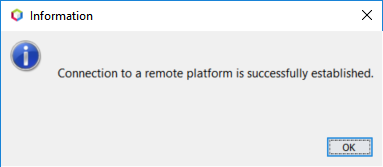 Information
Connection to a remote platform is successfully established.
OK